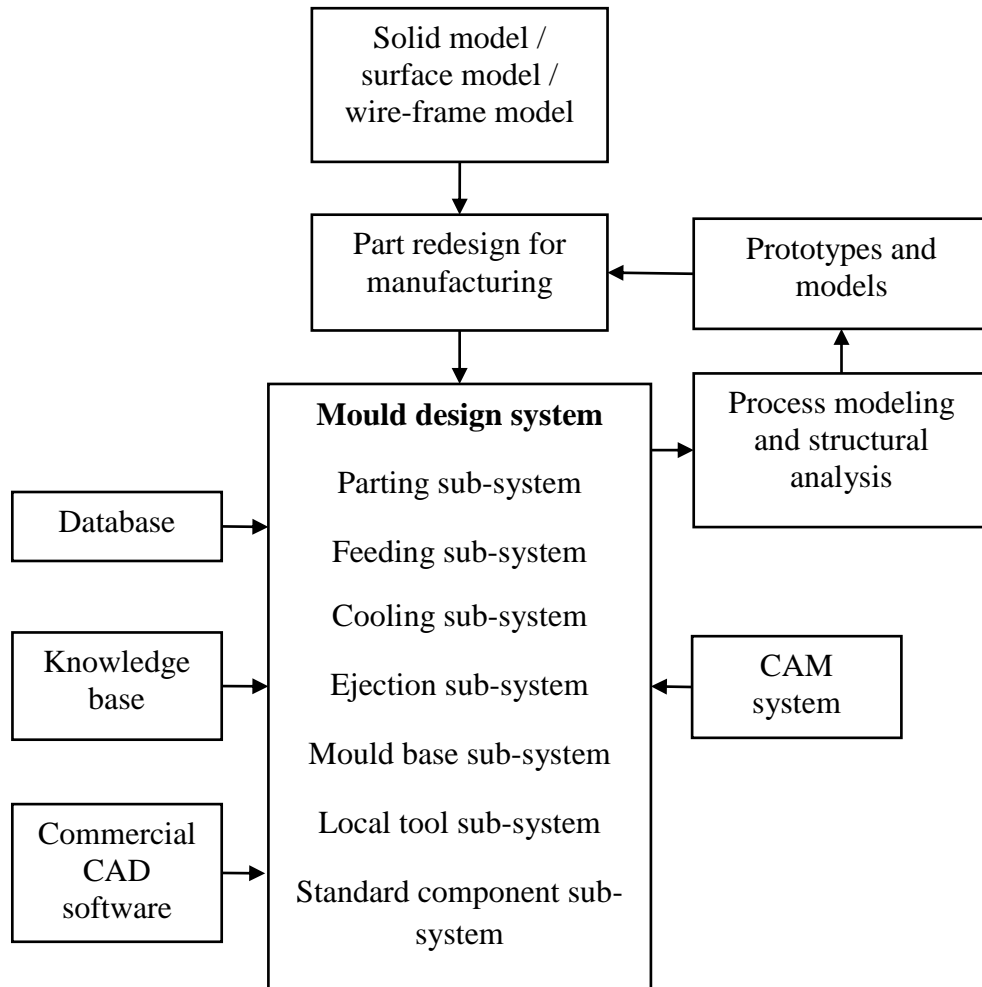 Solid model /
surface model /
wire-frame model
Part redesign for
manufacturing
Prototypes and
models
Process modeling
and structural
analysis
Mould design system
Parting sub-system
Feeding sub-system
Cooling sub-system
Ejection sub-system
Mould base sub-system
Local tool sub-system
Standard component sub-
system
Database
Knowledge
base
Commercial
CAD
software
CAM
system